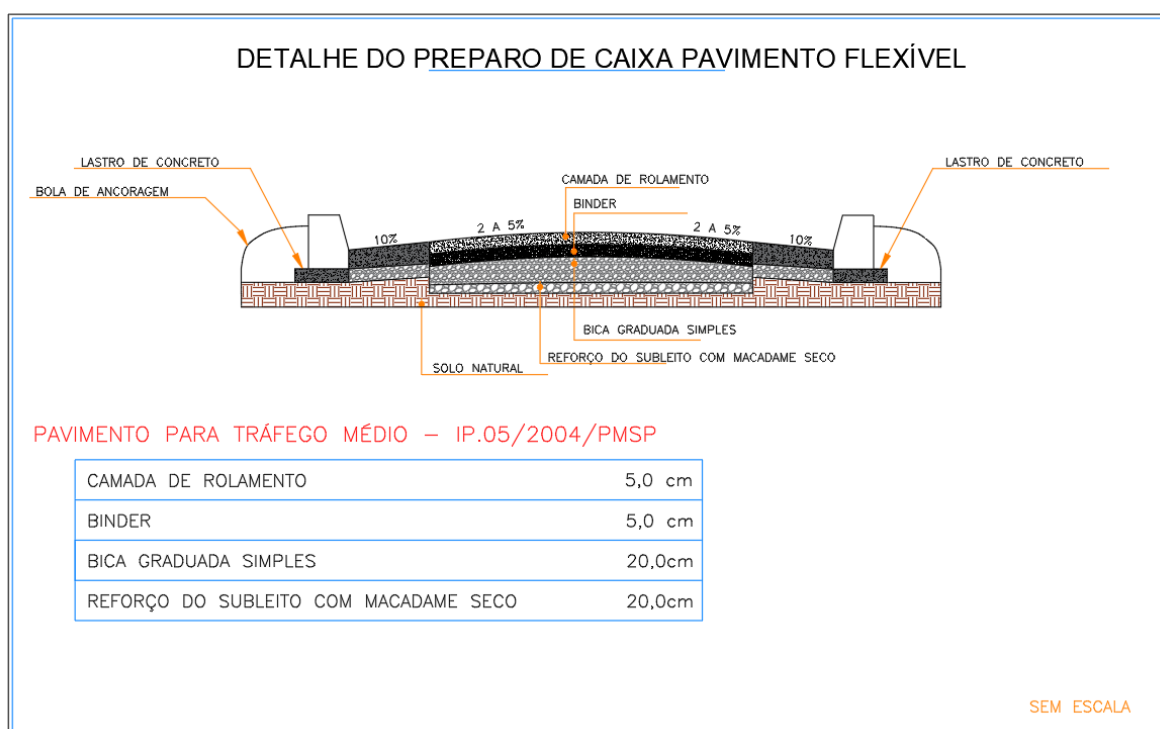 DETALHE DO PREPARO DE CAIXA PAVIMENTO FLEXÍVEL
LASTRO DE CONCRETO
LASTRO DE CONCRETO
BOLA DE ANCORAGEM
CAMADA DE ROLAMENTO
BINDER
10%
2 A 5%
2 A 5%
10%
BICA GRADUADA SIMPLES
REFORÇO DO SUBLEITO COM MACADAME SECO
SOLO NATURAL
PAVIMENTO PARA TRÁFEGO MÉDIO – IP.05/2004/PMSP
CAMADA DE ROLAMENTO 5,0 cm
BINDER 5,0 cm
BICA GRADUADA SIMPLES 20,0cm
REFORÇO DO SUBLEITO COM MACADAME SECO 20,0cm
SEM ESCALA